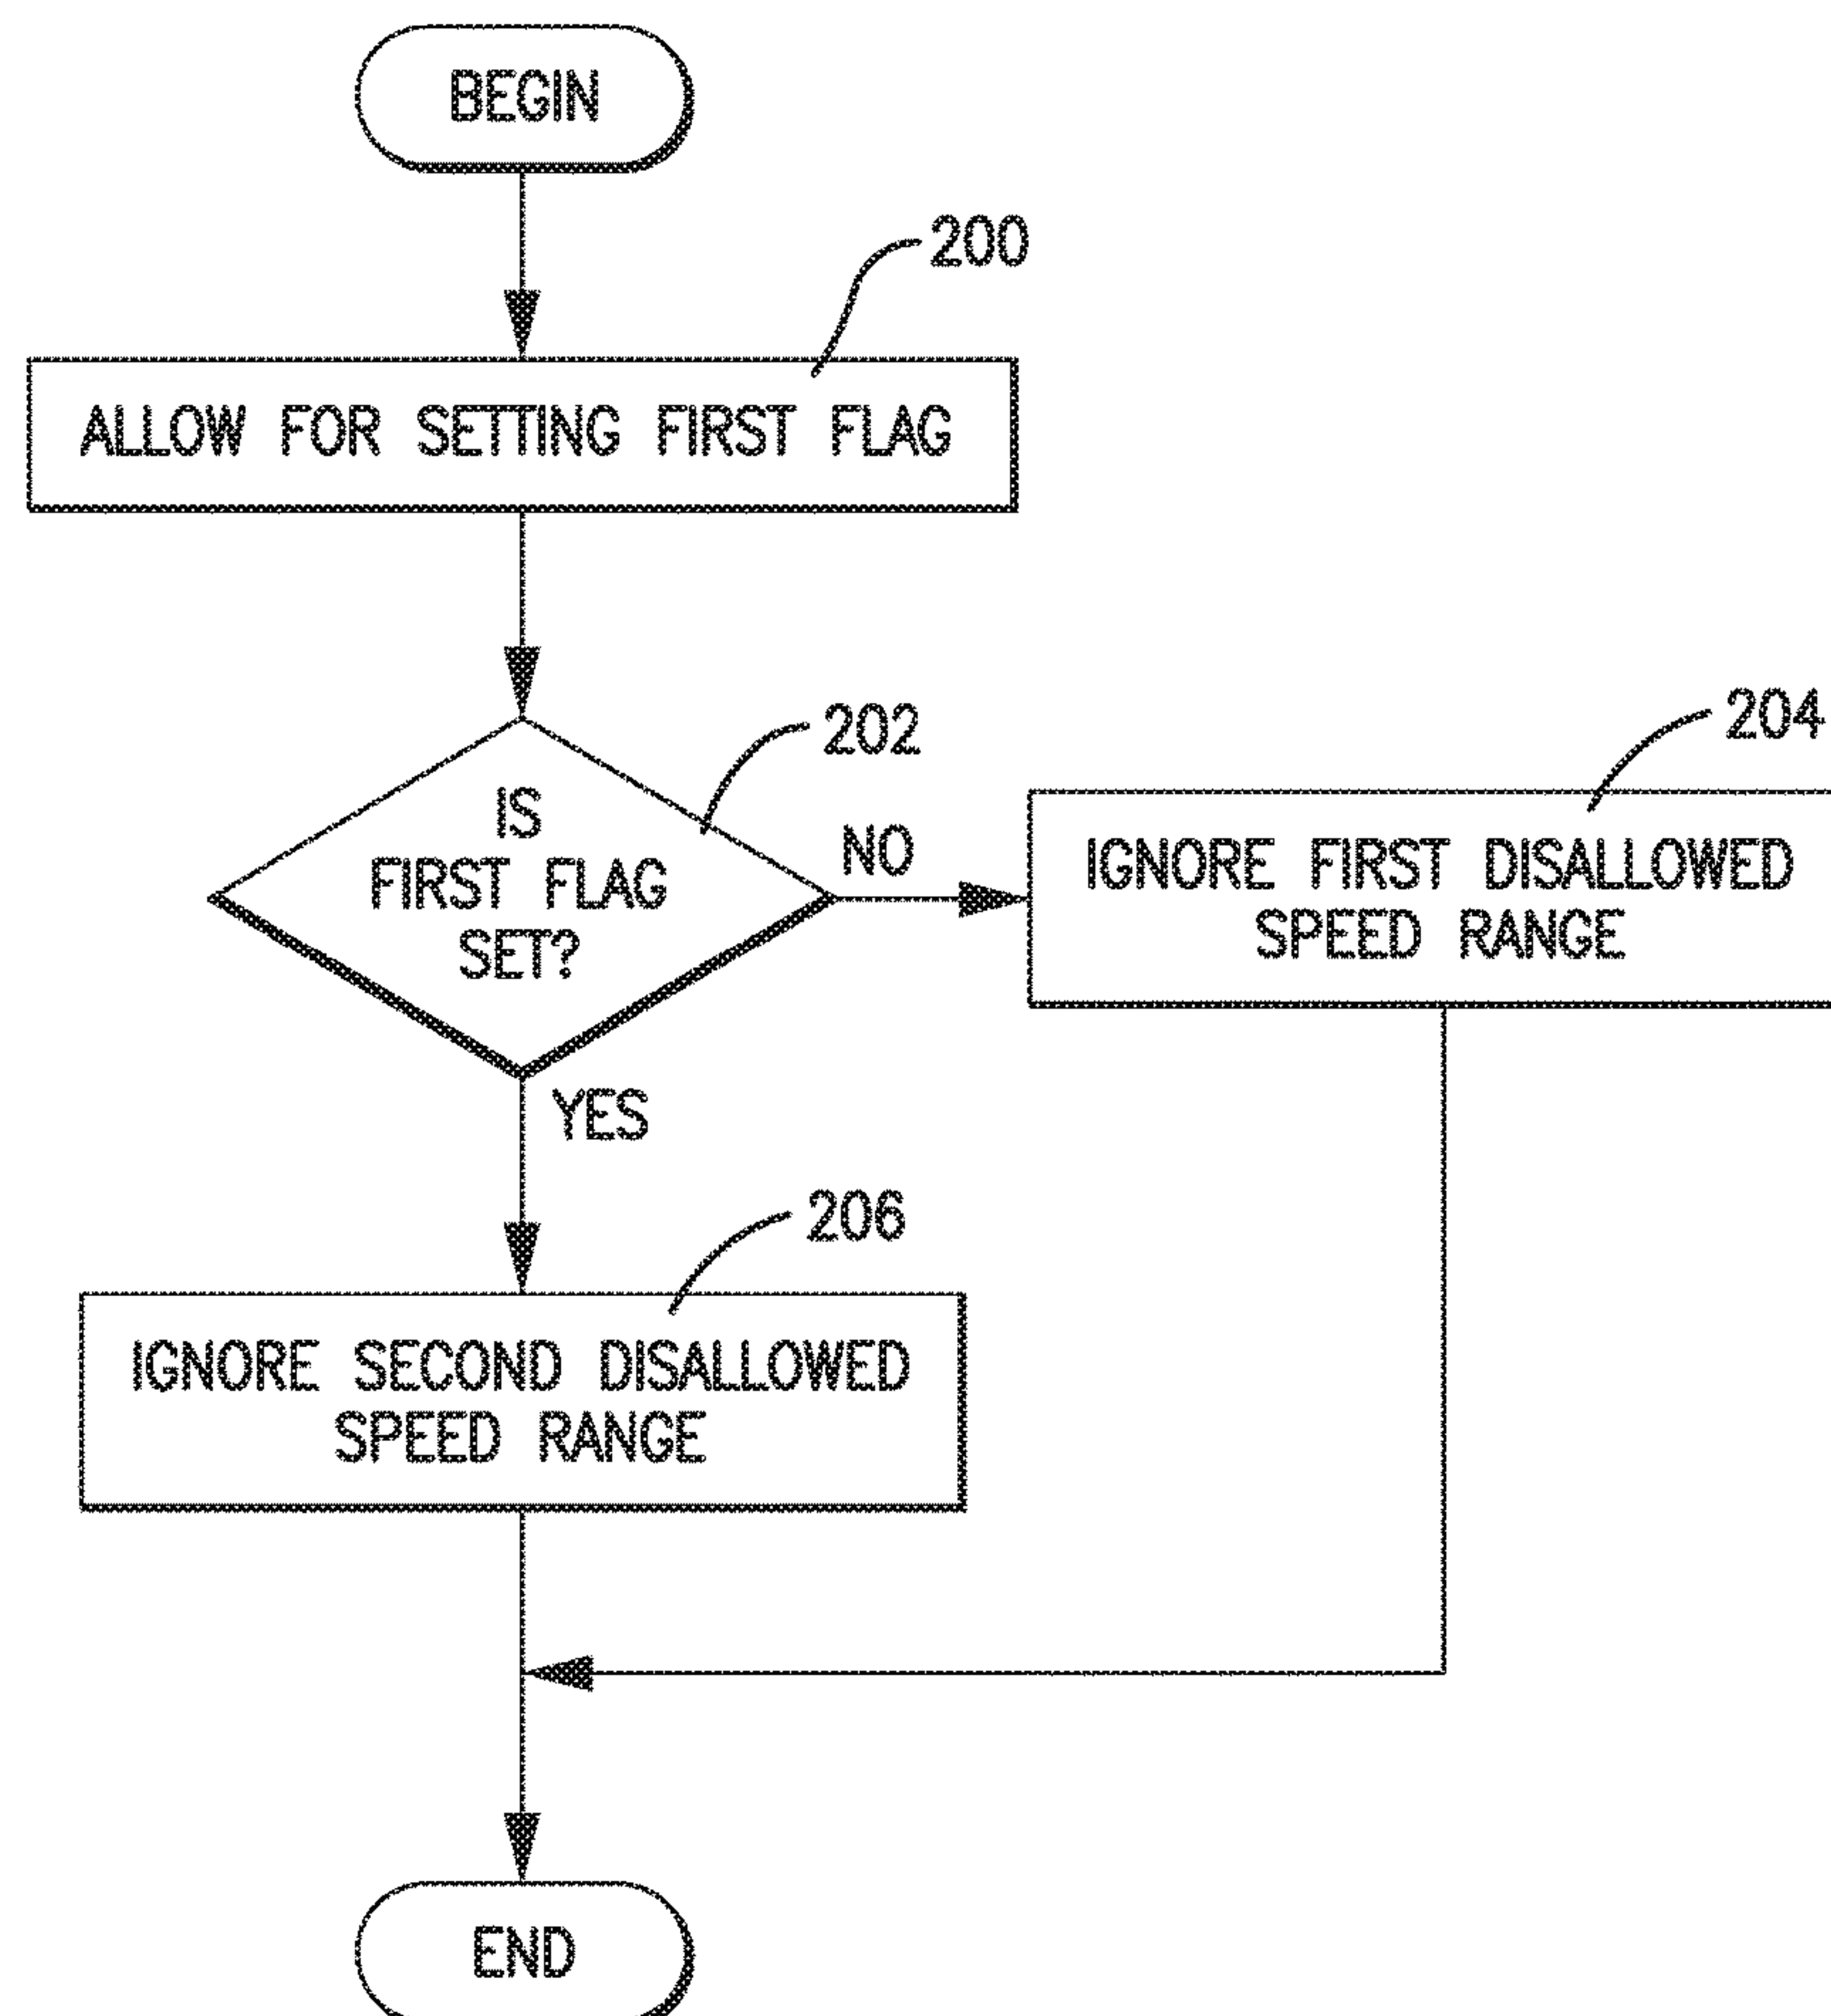 BEGIN
200
ALLOW FOR SETTING FIRST FLAG
202
IS
FIRST FLAG
SET?
NO
204
IGNORE FIRST DISALLOWED
SPEED RANGE
YES
206
IGNORE SECOND DISALLOWED
SPEED RANGE
END